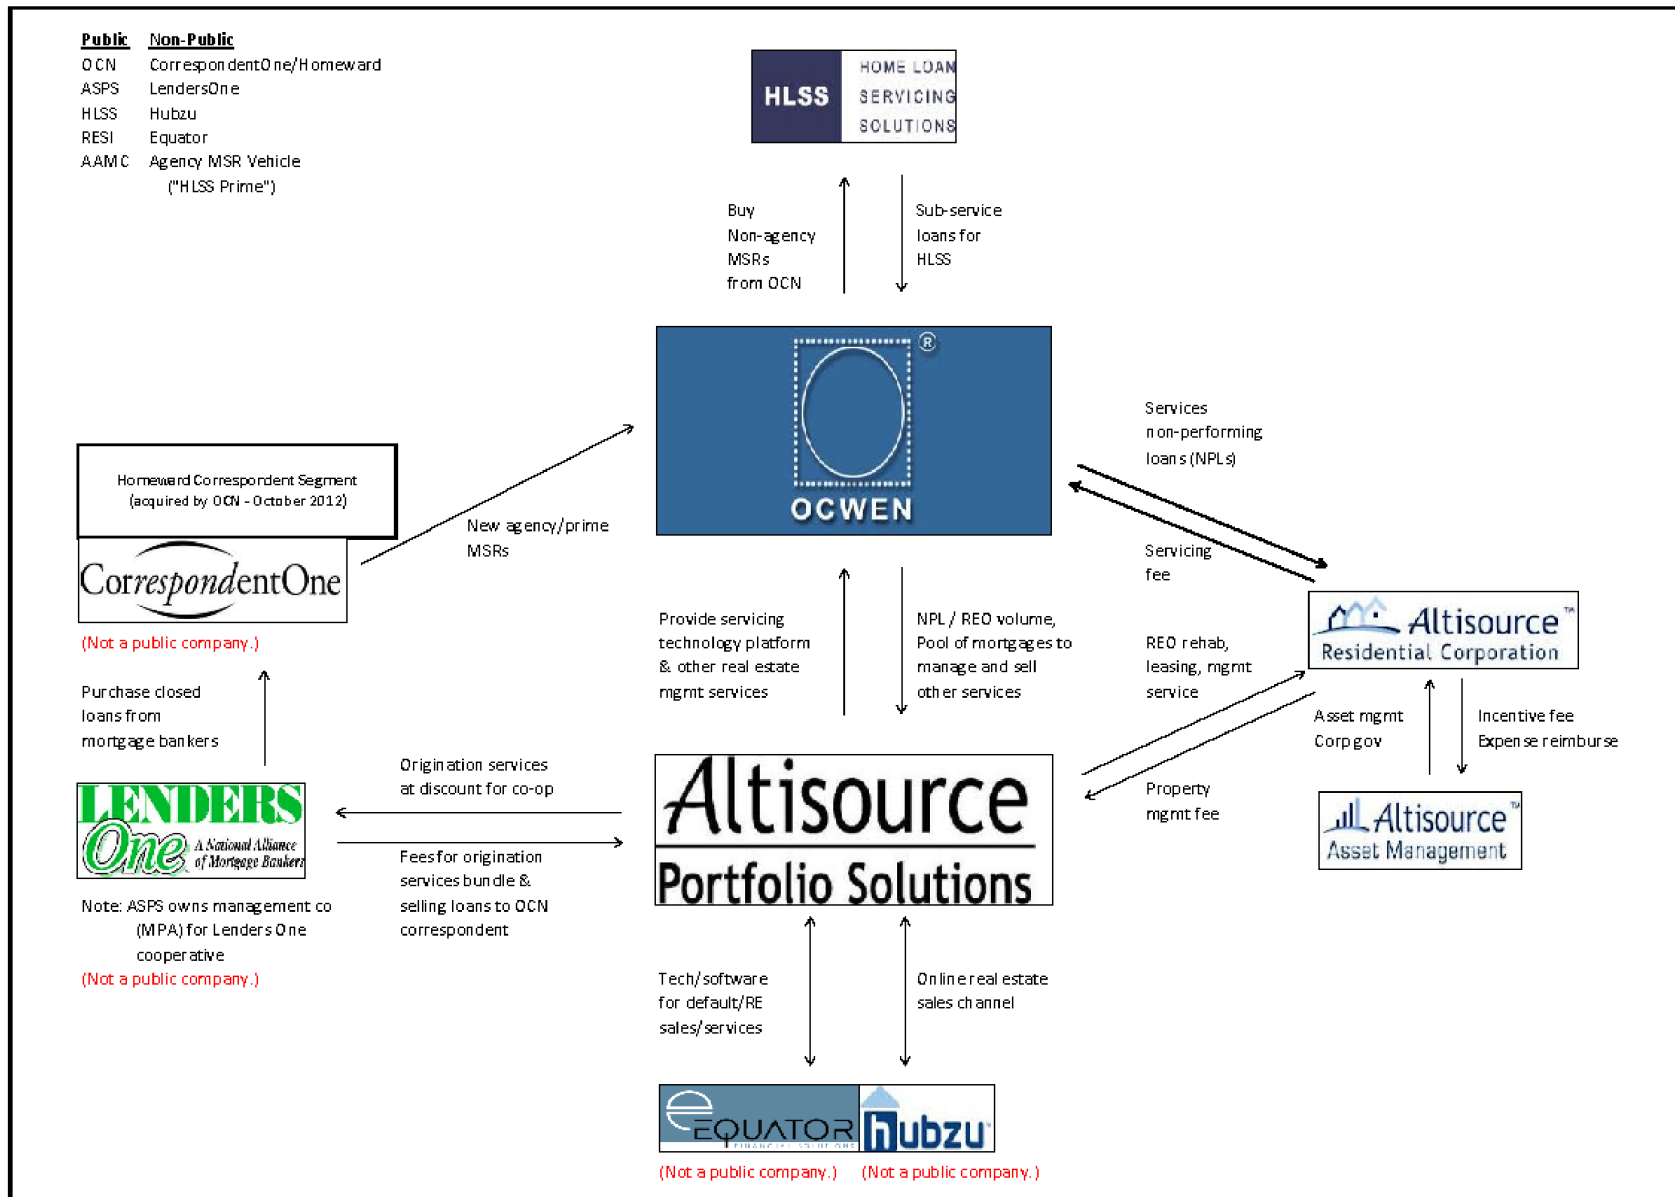 Public Non-Public
OCN CorrespondentOne/Homeward
ASPS LendersOne
HLSS Hubzu
RESI Equator
AAMC Agency MSR Vehicle
("HLSS Prime")
HLSS
HOME LOAN
SERVICING
SOLUTIONS
Buy
Non-agency
MSRs
from OCN
Sub-service
loans for
HLSS
®
OCWEN
Services
non-performing
loans (NPLs)
Servicing
fee
Homeward Correspondent Segment
(acquired by OCN - October 2012)
CorrespondentOne
(Not a public company.)
New agency/prime
MSRs
Provide servicing
technology platform
& other real estate
mgmt services
NPL / REO volume,
Pool of mortgages to
manage and sell
other services
REO rehab,
leasing, mgmt
service
Altisource™
Residential Corporation
Purchase closed
loans from
mortgage bankers
Asset mgmt
Corp gov
Incentive fee
Expense reimburse
Origination services
at discount for co-op
Property
mgmt fee
LENDERS
One
A National Alliance
of Mortgage Bankers
Altisource
Portfolio Solutions
Altisource™
Asset Management
Fees for origination
services bundle &
selling loans to OCN
correspondent
Note: ASPS owns management co
(MPA) for Lenders One
cooperative
(Not a public company.)
Tech/software
for default/RE
sales/services
Online real estate
sales channel
EQUATOR
FINANCIAL SOLUTIONS
hubzu
(Not a public company.)
(Not a public company.)